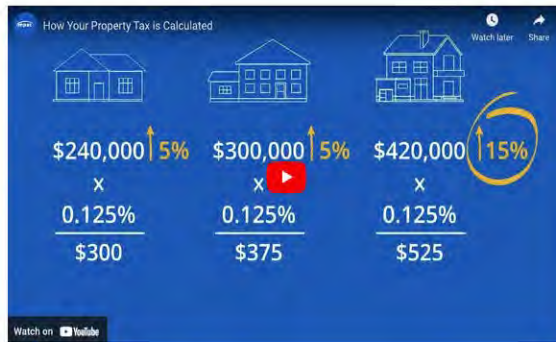 How Your Property Tax is Calculated
Watch later Share
$240,000 5% $300,000 5% $420,000 15%
x x x
0.125% 0.125% 0.125%
$300 $375 $525
Watch on YouTube